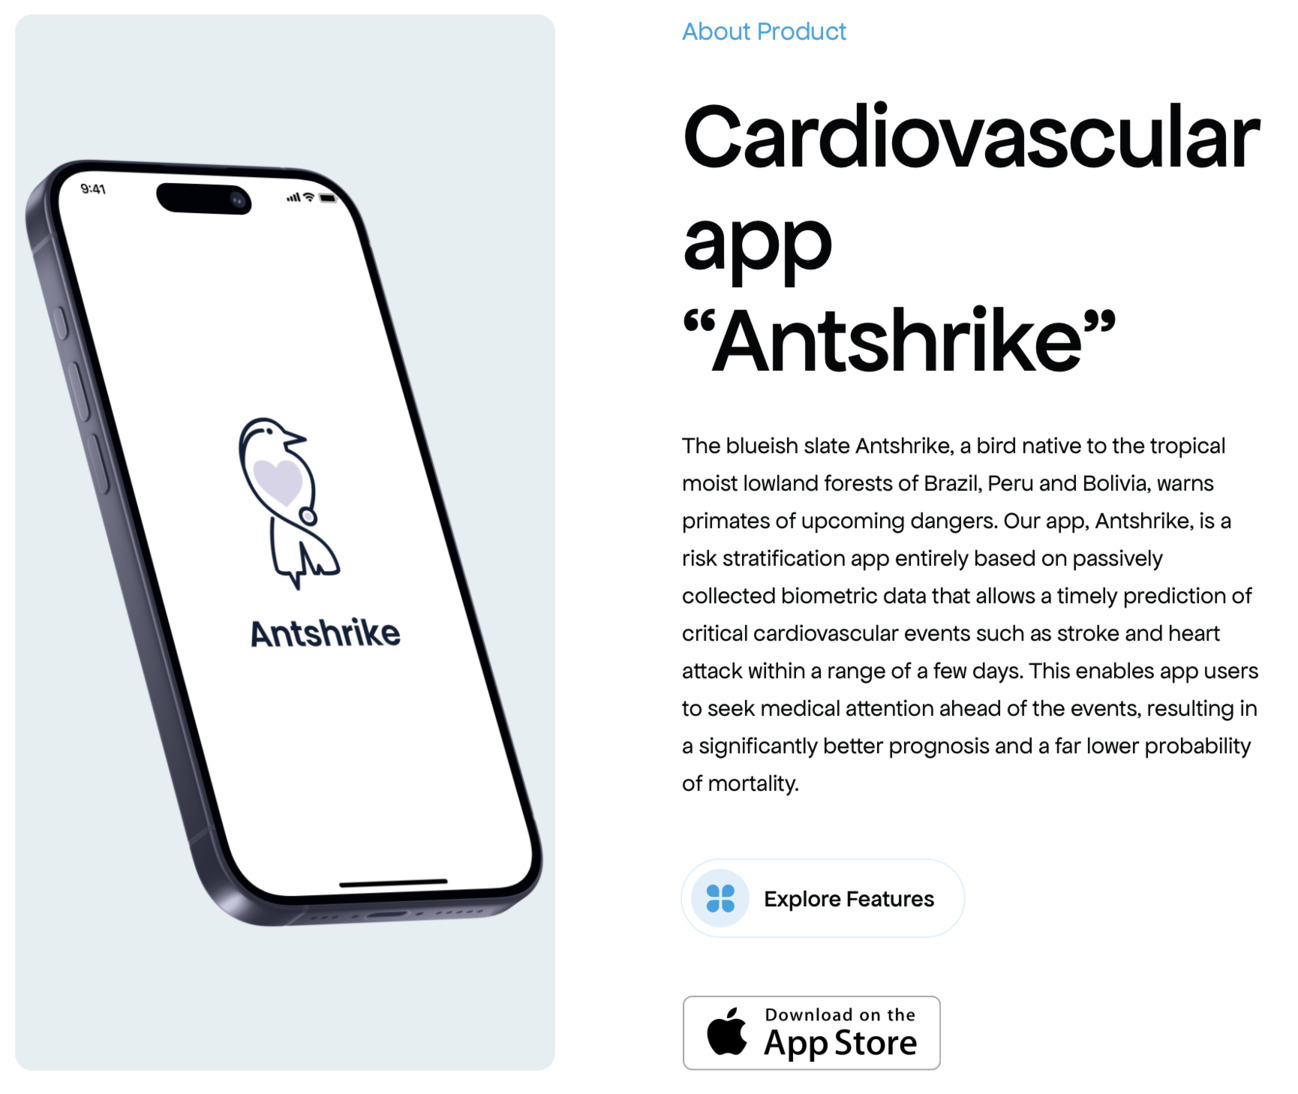 9:41
Antshrike
About Product
Cardiovascular
app
“Antshrike”
The blueish slate Antshrike, a bird native to the tropical
moist lowland forests of Brazil, Peru and Bolivia, warns
primates of upcoming dangers. Our app, Antshrike, is a
risk stratification app entirely based on passively
collected biometric data that allows a timely prediction of
critical cardiovascular events such as stroke and heart
attack within a range of a few days. This enables app users
to seek medical attention ahead of the events, resulting in
a significantly better prognosis and a far lower probability
of mortality.
Explore Features
Download on the
App Store